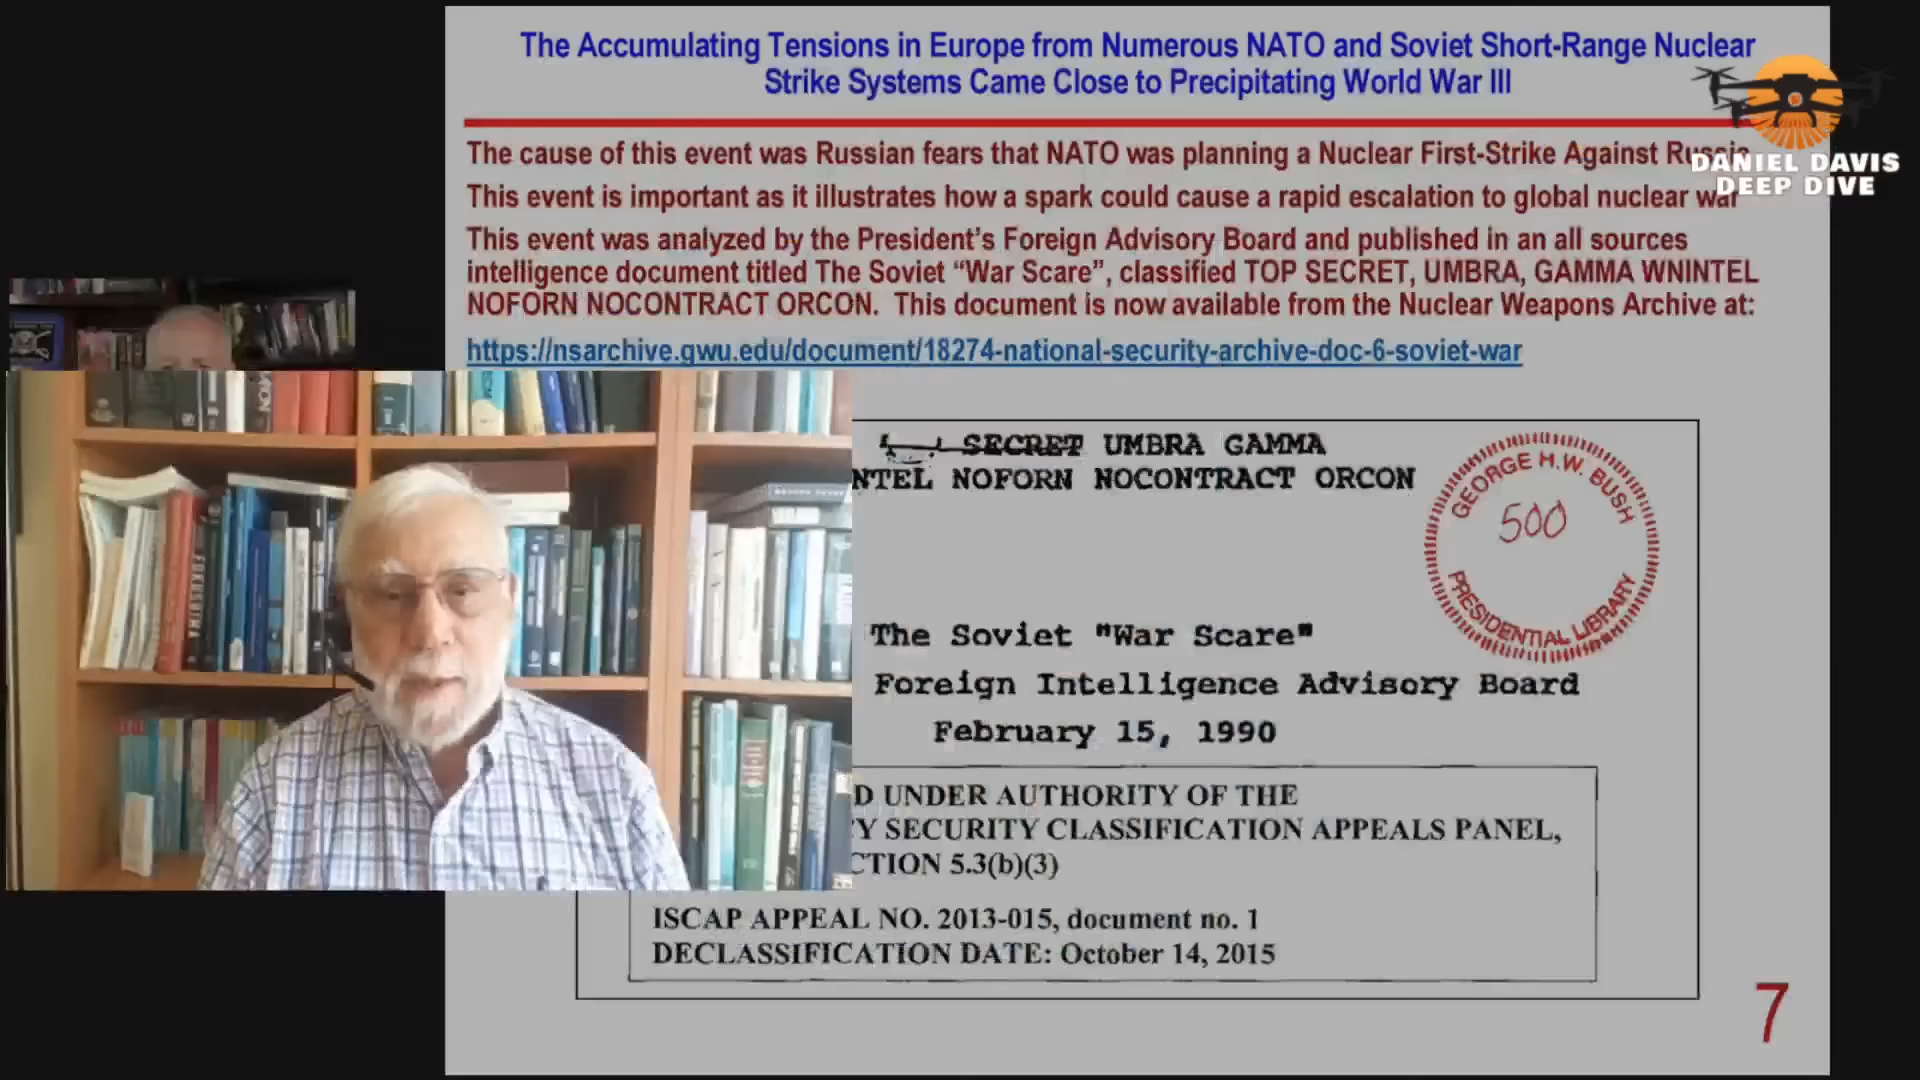 The Accumulating Tensions in Europe from Numerous NATO and Soviet Short-Range Nuclear
Strike Systems Came Close to Precipitating World War III
The cause of this event was Russian fears that NATO was planning a Nuclear First-Strike Against Russia
This event is important as it illustrates how a spark could cause a rapid escalation to global nuclear war
This event was analyzed by the President's Foreign Advisory Board and published in an all sources
intelligence document titled The Soviet “War Scare”, classified TOP SECRET, UMBRA, GAMMA WNINTEL
NOFORN NOCONTRACT ORCON. This document is now available from the Nuclear Weapons Archive at:
https://nsarchive.gwu.edu/document/18274-national-security-archive-doc-6-soviet-war
DANIEL DAVIS
DEEP DIVE
SECRET UMBRA GAMMA
NTEL NOFORN NOCONTRACT ORCON
GEORGE H.W. BUSH
500
PRESIDENTIAL LIBRARY
The Soviet "War Scare"
Foreign Intelligence Advisory Board
February 15, 1990
D UNDER AUTHORITY OF THE
Y SECURITY CLASSIFICATION APPEALS PANEL,
CTION 5.3(b)(3)
ISCAP APPEAL NO. 2013-015, document no. 1
DECLASSIFICATION DATE: October 14, 2015
7
FUKUSHIMA